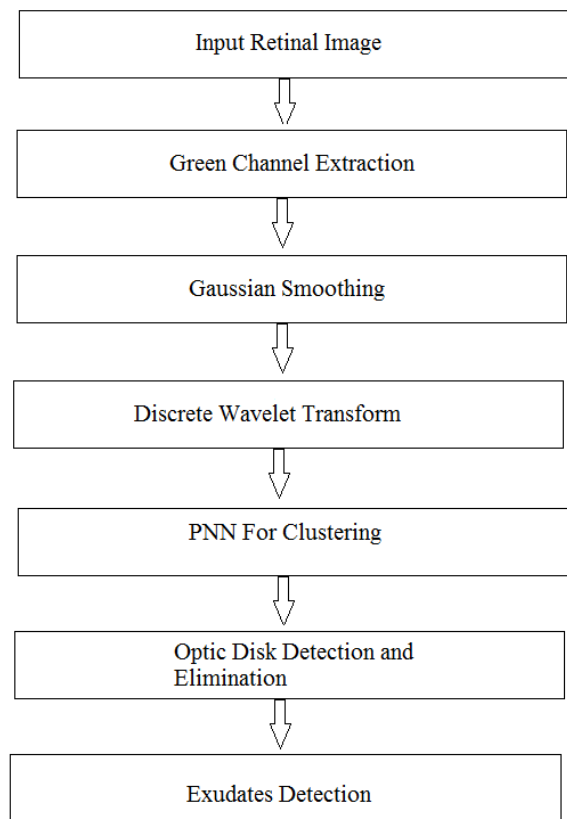 Input Retinal Image
Green Channel Extraction
Gaussian Smoothing
Discrete Wavelet Transform
PNN For Clustering
Optic Disk Detection and
Elimination
Exudates Detection